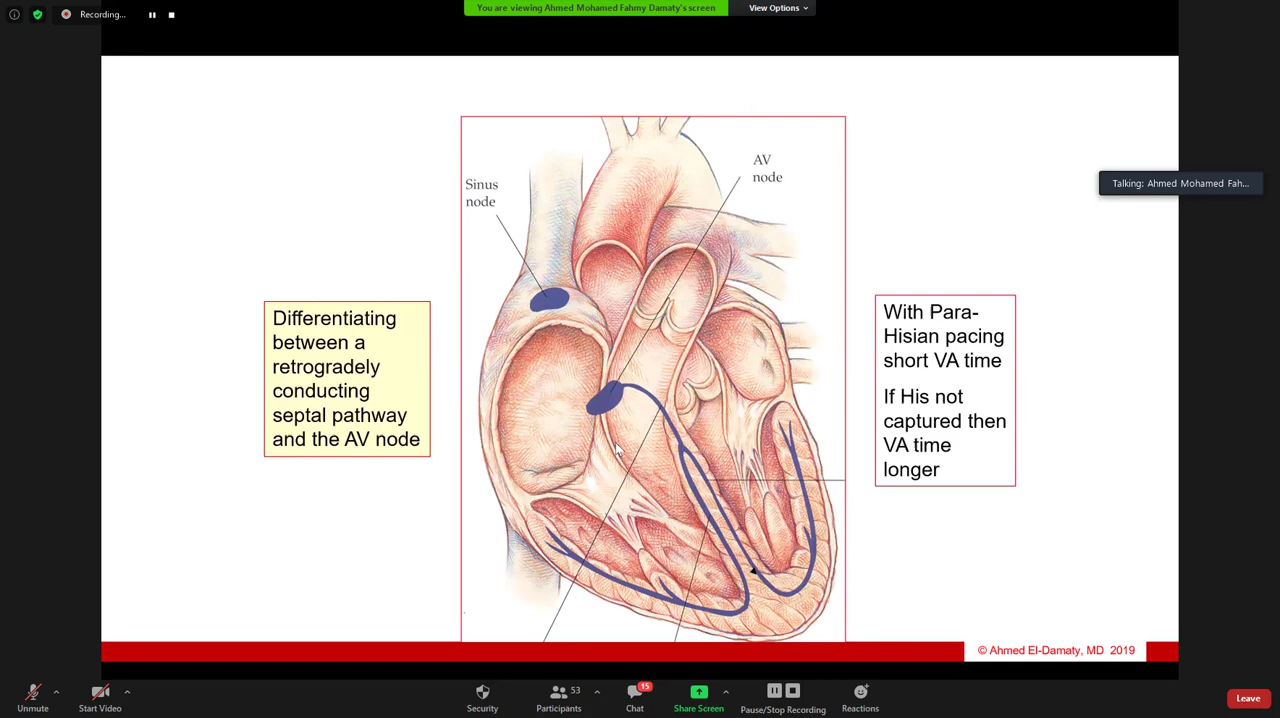 Recording...
You are viewing Ahmed Mohamed Fahmy Damaty's screen
View Options
Talking: Ahmed Mohamed Fah...
Sinus
node
AV
node
Differentiating
between a
retrogradely
conducting
septal pathway
and the AV node
With Para-
Hisian pacing
short VA time
If His not
captured then
VA time
longer
© Ahmed El-Damaty, MD 2019
Unmute
Start Video
Security
53
Participants
15
Chat
Share Screen
Pause/Stop Recording
Reactions
Leave